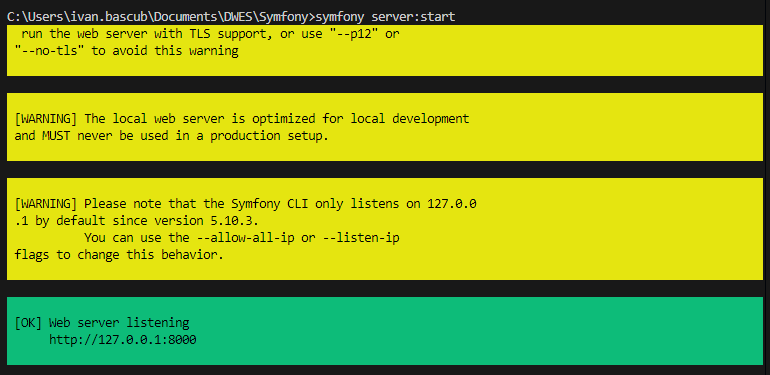 C:\Users\ivan.bascub\Documents\DWES\Symfony>symfony server:start
run the web server with TLS support, or use "--p12" or
"--no-tls" to avoid this warning
[WARNING] The local web server is optimized for local development
and MUST never be used in a production setup.
[WARNING] Please note that the Symfony CLI only listens on 127.0.0
.1 by default since version 5.10.3.
You can use the --allow-all-ip or --listen-ip
flags to change this behavior.
[OK] Web server listening
http://127.0.0.1:8000